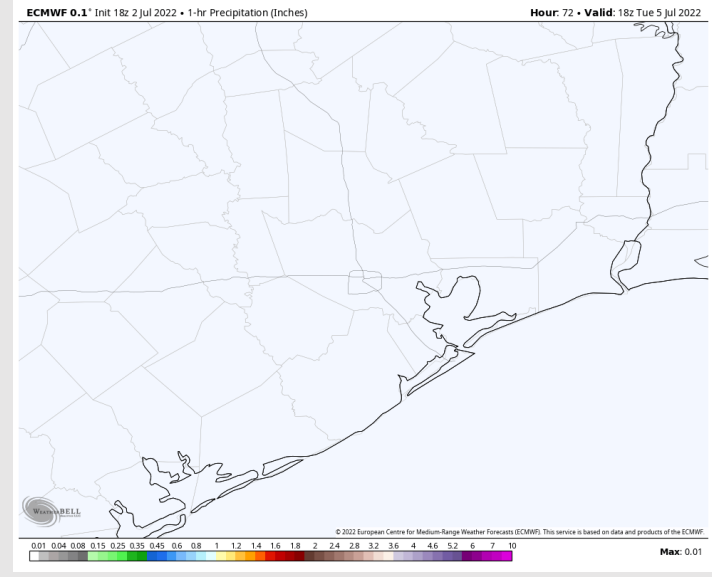 ECMWF 0.1° Init 18z 2 Jul 2022 • 1-hr Precipitation (Inches)
Hour: 72 • Valid: 18z Tue 5 Jul 2022
WeatherBELL
© 2022 European Centre for Medium-Range Weather Forecasts (ECMWF). This service is based on data and products of the ECMWF.
0.01 0.04 0.08 0.15 0.25 0.35 0.45 0.6 0.8 1 1.2 1.4 1.6 1.8 2 2.4 2.8 3.2 3.6 4 4.6 5.2 6 7 10
Max: 0.01